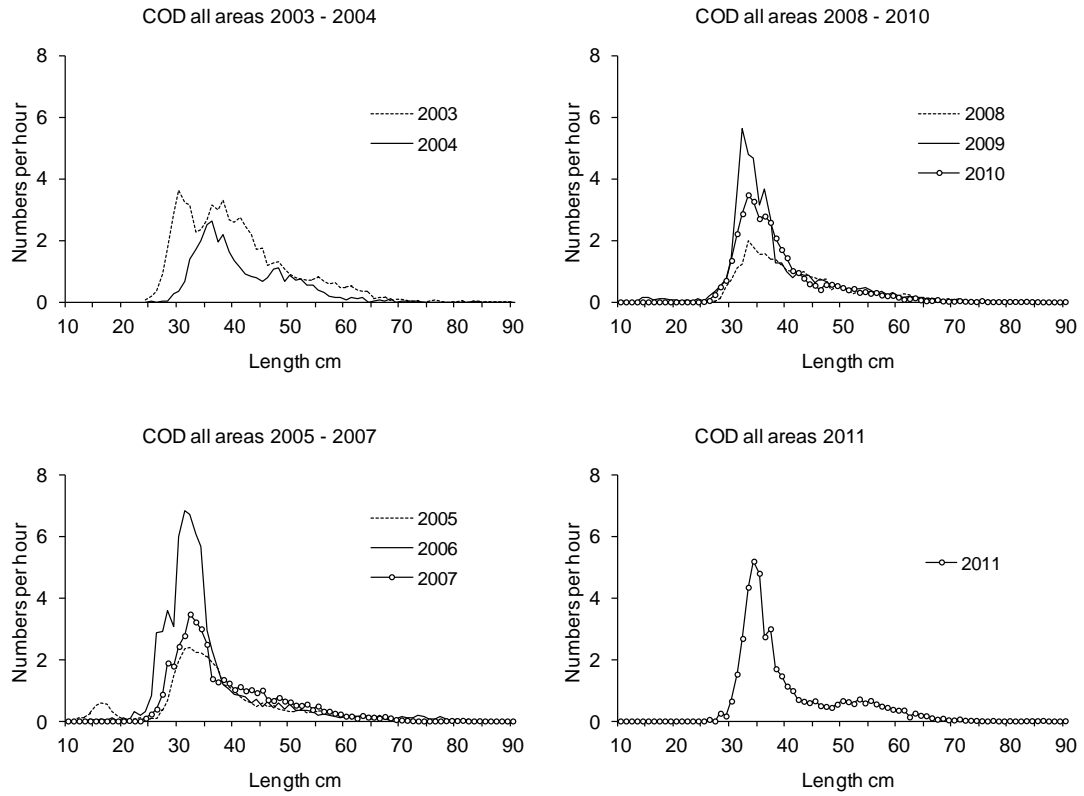 COD all areas 2003 - 2004
8
6
4
2
0
Numbers per hour
2003
2004
10 20 30 40 50 60 70 80 90
Length cm
COD all areas 2008 - 2010
8
6
4
2
0
Numbers per hour
2008
2009
2010
10 20 30 40 50 60 70 80 90
Length cm
COD all areas 2005 - 2007
8
6
4
2
0
Numbers per hour
2005
2006
2007
10 20 30 40 50 60 70 80 90
Length cm
COD all areas 2011
8
6
4
2
0
Numbers per hour
2011
10 20 30 40 50 60 70 80 90
Length cm